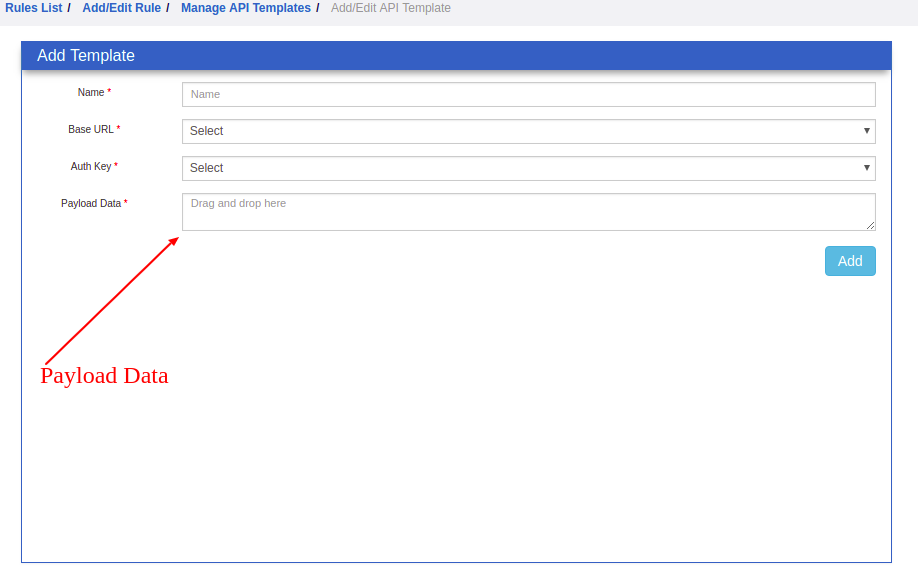 Rules List / Add/Edit Rule / Manage API Templates / Add/Edit API Template
Add Template
Name * Name
Base URL * Select
Auth Key * Select
Payload Data * Drag and drop here
Add
Payload Data